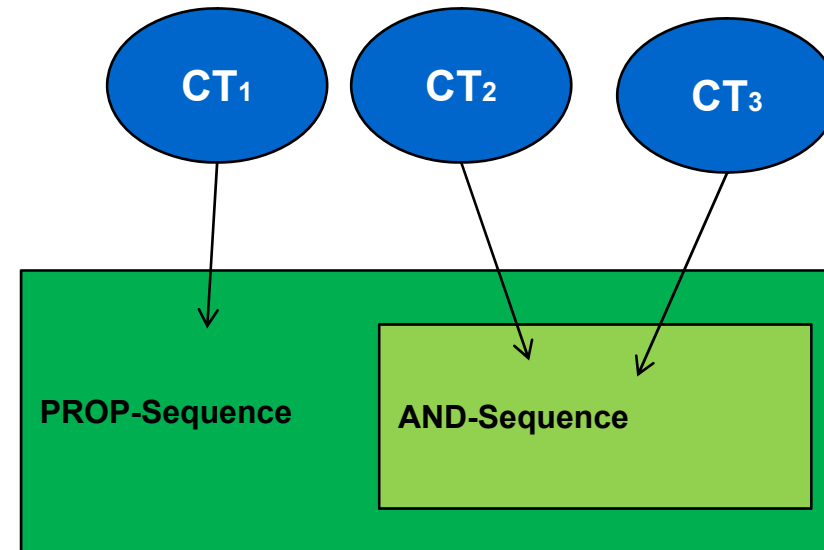 CT₁
CT₂
CT₃
PROP-Sequence
AND-Sequence